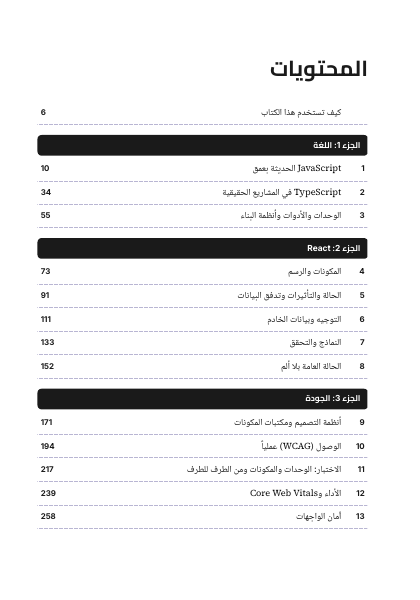 المحتويات
كيف تستخدم هذا الكتاب 6
الجزء 1: اللغة
1 JavaScript الحديثة بعمق 10
2 TypeScript في المشاريع الحقيقية 34
3 الوحدات والأدوات وأنظمة البناء 55
الجزء 2: React
4 المكونات والرسم 73
5 الحالة والتأثيرات وتدفق البيانات 91
6 التوجيه وبيانات الخادم 111
7 النماذج والتحقق 133
8 الحالة العامة بلا ألم 152
الجزء 3: الجودة
9 أنظمة التصميم ومكتبات المكونات 171
10 الوصول (WCAG) عملياً 194
11 الاختبار: الوحدات والمكونات ومن الطرف للطرف 217
12 الأداء وCore Web Vitals 239
13 أمان الواجهات 258